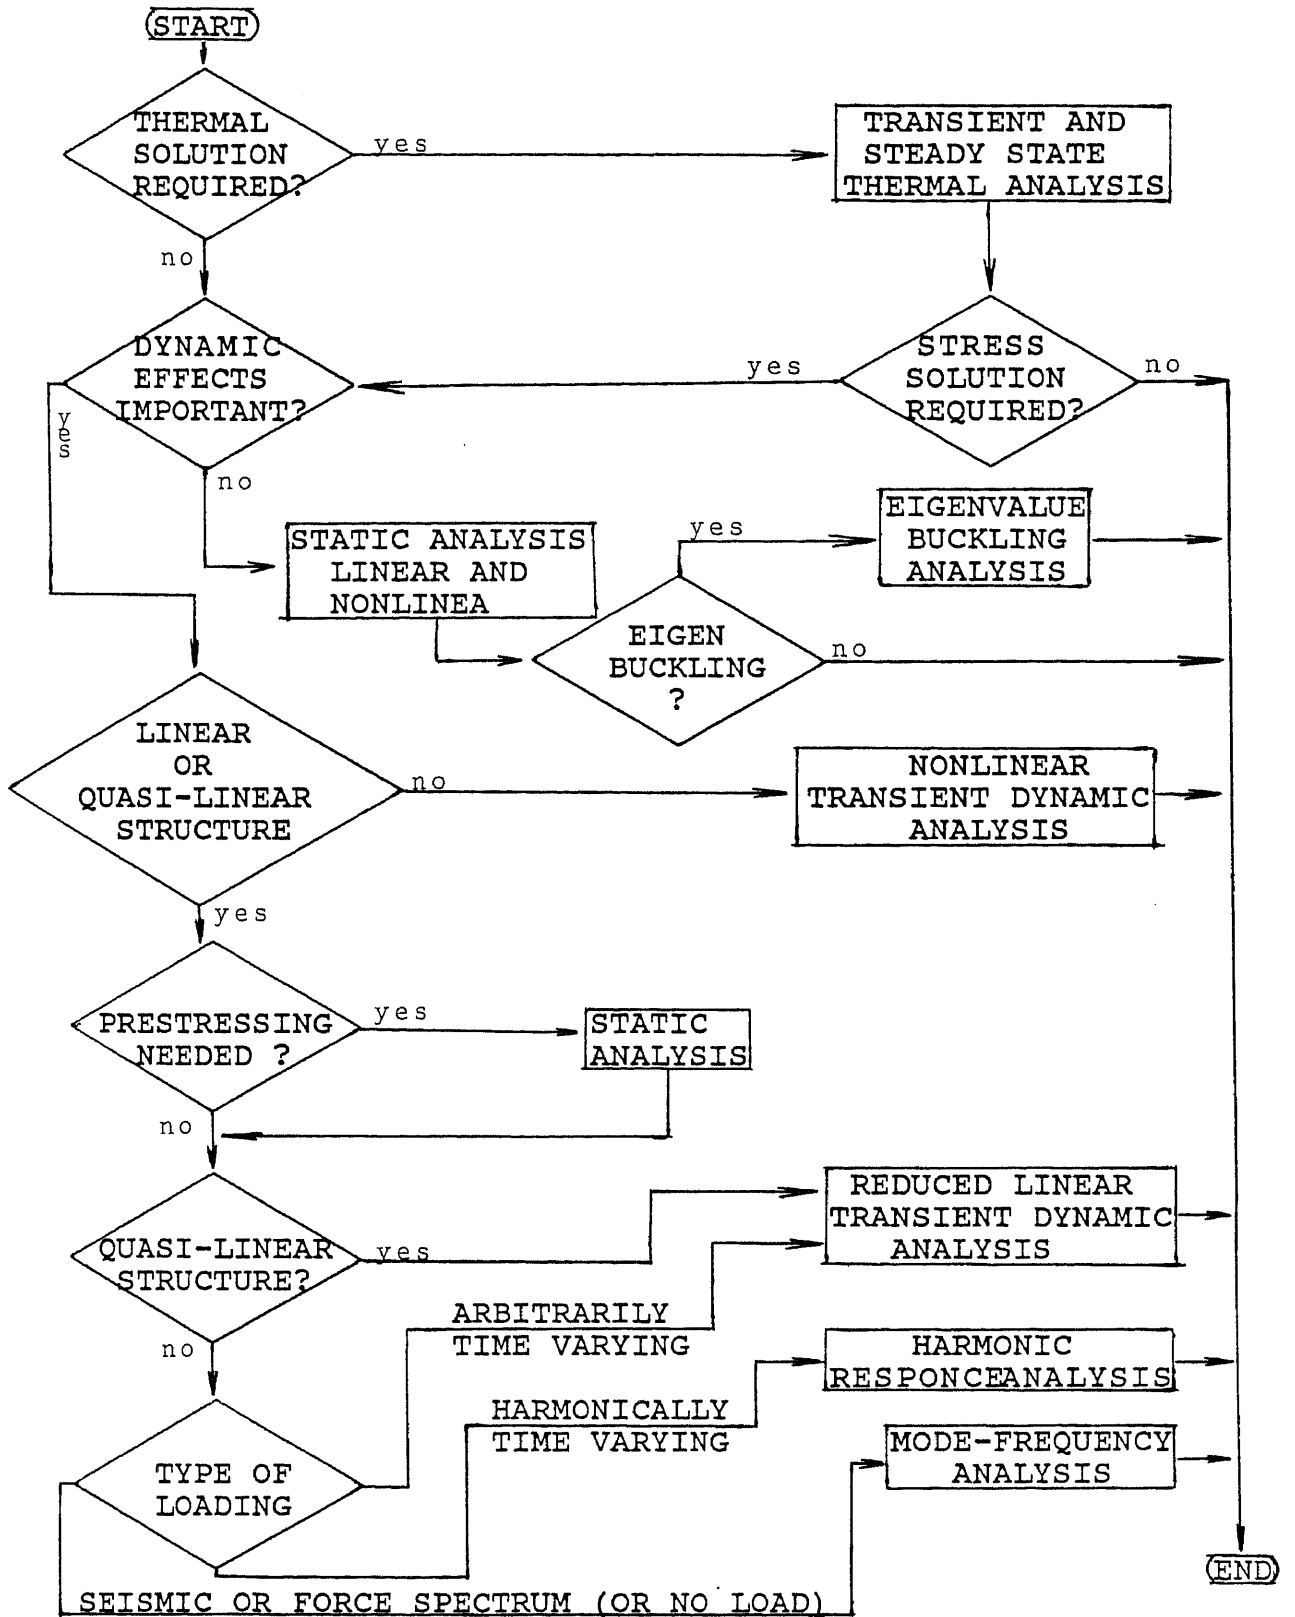 START
THERMAL
SOLUTION
REQUIRED?
yes
TRANSIENT AND
STEADY STATE
THERMAL ANALYSIS
no
DYNAMIC
EFFECTS
IMPORTANT?
yes
STRESS
SOLUTION
REQUIRED?
no
yes
no
STATIC ANALYSIS
LINEAR AND
NONLINEA
yes
EIGENVALUE
BUCKLING
ANALYSIS
EIGEN
BUCKLING
?
no
LINEAR
OR
QUASI-LINEAR
STRUCTURE
no
NONLINEAR
TRANSIENT DYNAMIC
ANALYSIS
yes
PRESTRESSING
NEEDED ?
yes
STATIC
ANALYSIS
no
QUASI-LINEAR
STRUCTURE?
yes
REDUCED LINEAR
TRANSIENT DYNAMIC
ANALYSIS
ARBITRARILY
TIME VARYING
no
HARMONIC
RESPONCEANALYSIS
HARMONICALLY
TIME VARYING
MODE-FREQUENCY
ANALYSIS
TYPE OF
LOADING
END
SEISMIC OR FORCE SPECTRUM (OR NO LOAD)